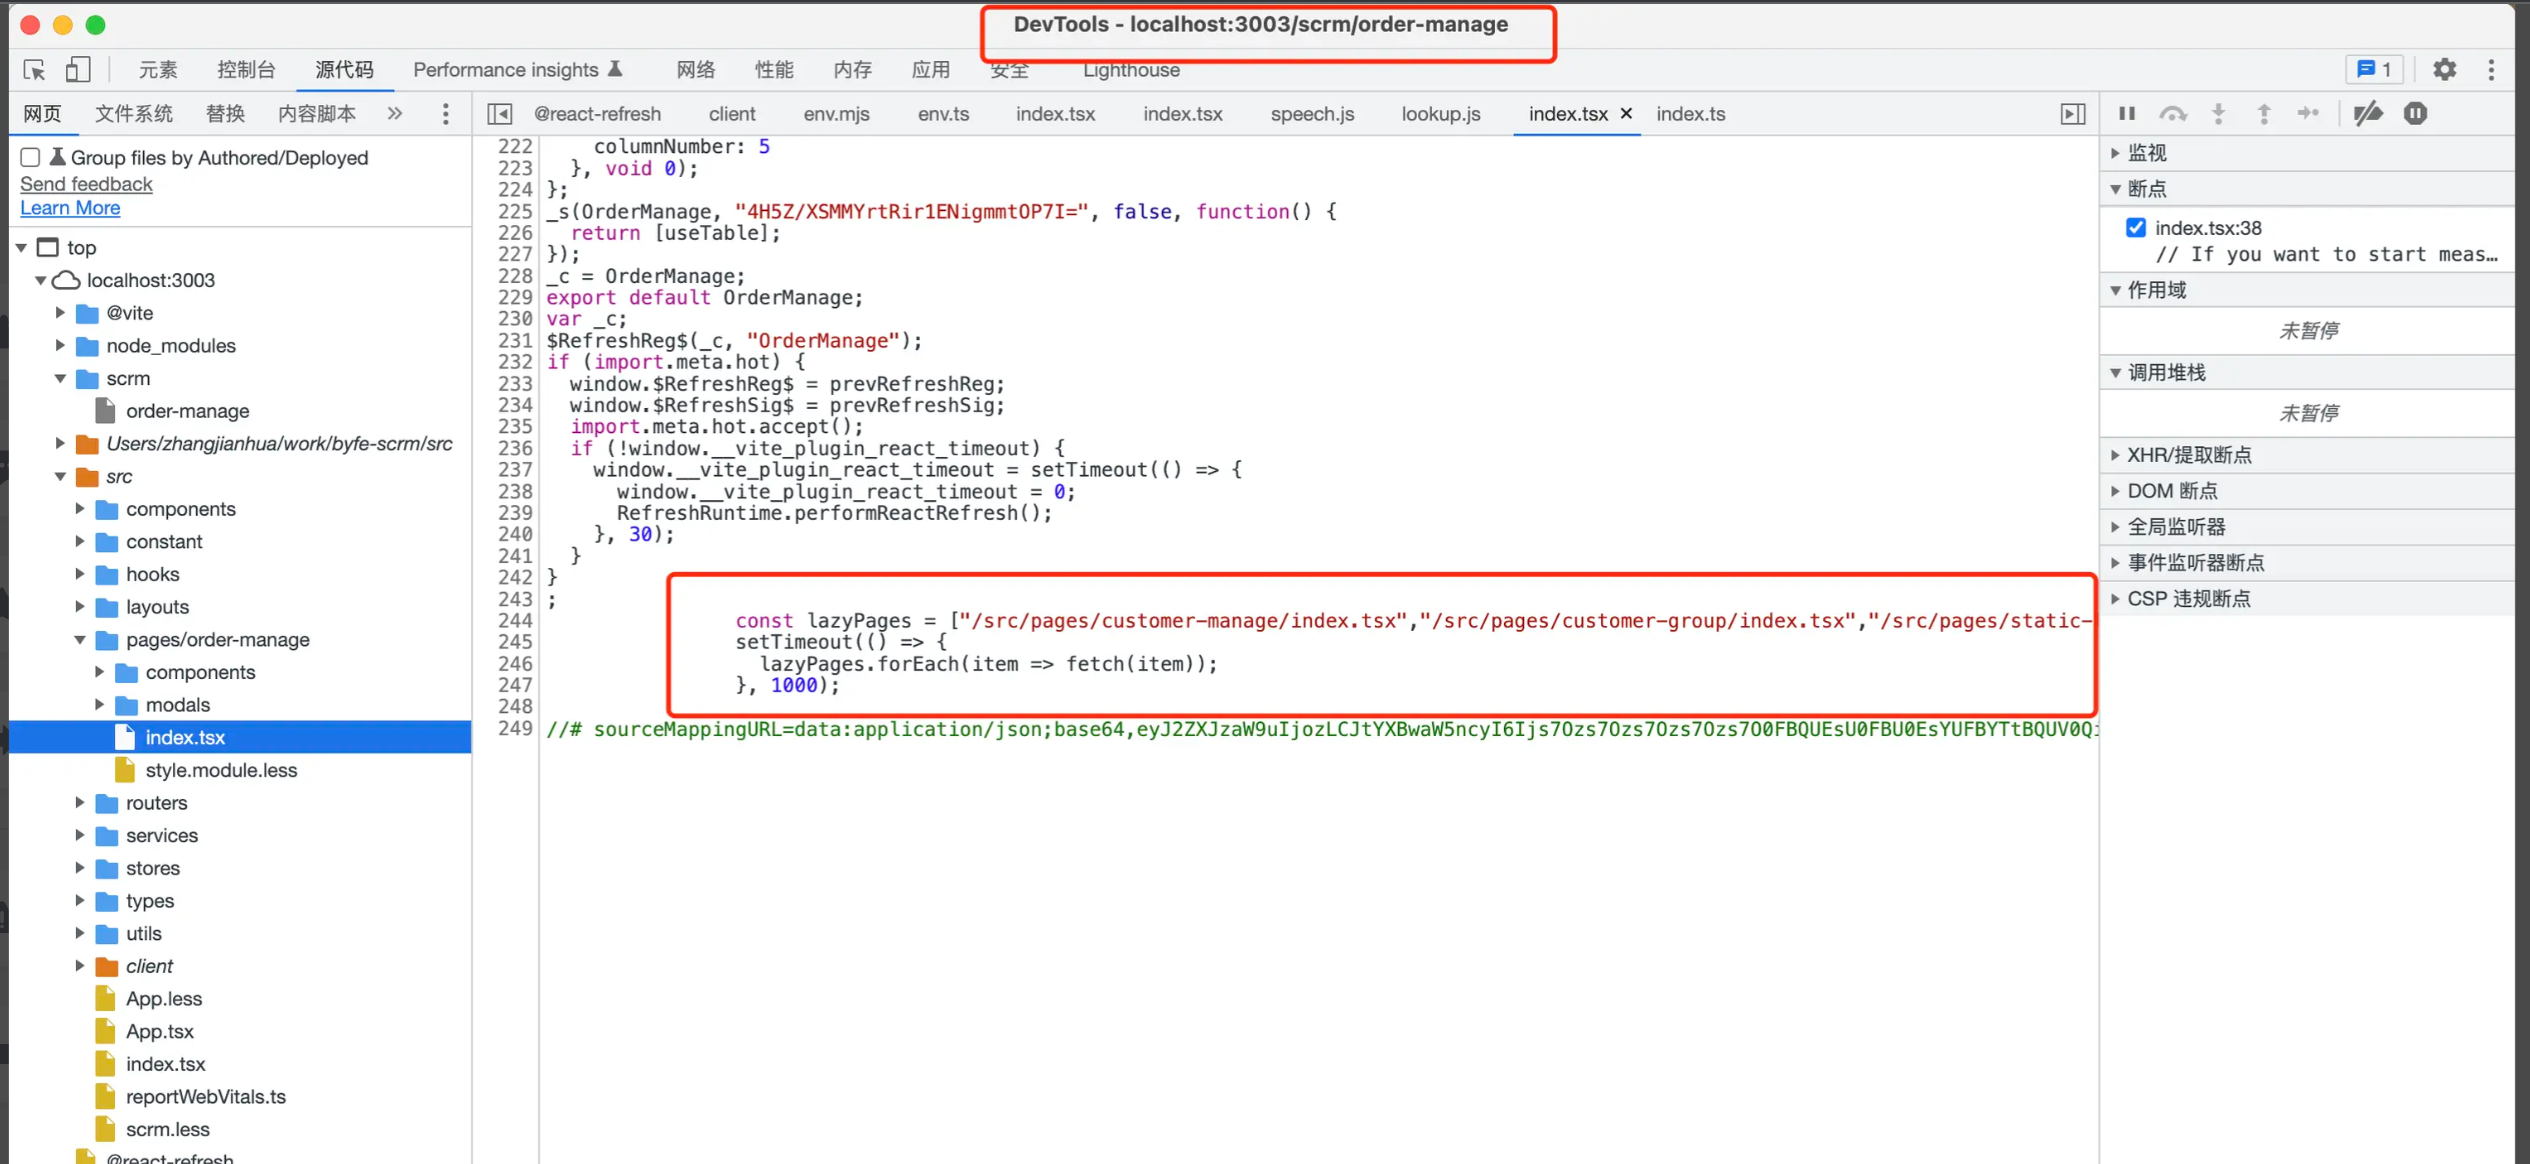 DevTools - localhost:3003/scrm/order-manage
元素 控制台 源代码 Performance insights 网络 性能 内存 应用 安全 Lighthouse 1
网页 文件系统 替换 内容脚本 »
@react-refresh client env.mjs env.ts index.tsx index.tsx speech.js lookup.js index.tsx × index.ts
Group files by Authored/Deployed
Send feedback
Learn More
top
localhost:3003
@vite
node_modules
scrm
order-manage
Users/zhangjianhua/work/byfe-scrm/src
src
components
constant
hooks
layouts
pages/order-manage
components
modals
index.tsx
style.module.less
routers
services
stores
types
utils
client
App.less
App.tsx
index.tsx
reportWebVitals.ts
scrm.less
@react-refresh
222 columnNumber: 5
223 }, void 0);
224 };
225 _s(OrderManage, "4H5Z/XSMMYrtRir1ENigmmtOP7I=", false, function() {
226 return [useTable];
227 });
228 _c = OrderManage;
229 export default OrderManage;
230 var _c;
231 $RefreshReg$(_c, "OrderManage");
232 if (import.meta.hot) {
233 window.$RefreshReg$ = prevRefreshReg;
234 window.$RefreshSig$ = prevRefreshSig;
235 import.meta.hot.accept();
236 if (!window.__vite_plugin_react_timeout) {
237 window.__vite_plugin_react_timeout = setTimeout(() => {
238 window.__vite_plugin_react_timeout = 0;
239 RefreshRuntime.performReactRefresh();
240 }, 30);
241 }
242 }
243 ;
244 const lazyPages = ["/src/pages/customer-manage/index.tsx","/src/pages/customer-group/index.tsx","/src/pages/static-
245 setTimeout(() => {
246 lazyPages.forEach(item => fetch(item));
247 }, 1000);
248
249 //# sourceMappingURL=data:application/json;base64,eyJ2ZXJzaW9uIjozLCJtYXBwaW5ncyI6Ijs7Ozs7Ozs7Ozs7Ozs7O0FBQUEsU0FBU0EsYUFBYTtBQUV0Qi
监视
断点
index.tsx:38
// If you want to start meas…
作用域
未暂停
调用堆栈
未暂停
XHR/提取断点
DOM 断点
全局监听器
事件监听器断点
CSP 违规断点